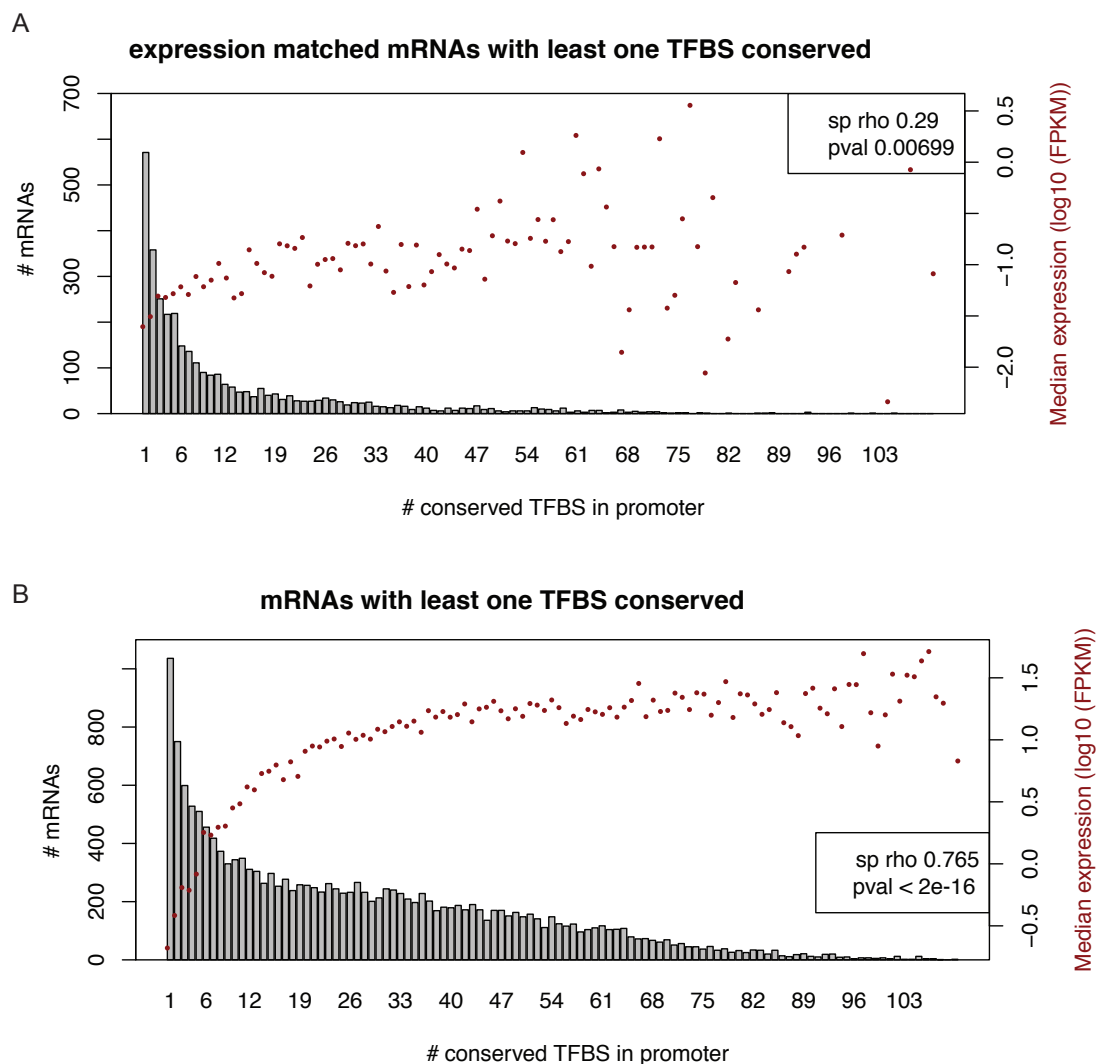 A
expression matched mRNAs with least one TFBS conserved
700
500
300
200
100
0
# mRNAs
sp rho 0.29
pval 0.00699
0.5
0.0
−1.0
−2.0
Median expression (log10 (FPKM))
1 6 12 19 26 33 40 47 54 61 68 75 82 89 96 103
# conserved TFBS in promoter
B
mRNAs with least one TFBS conserved
800
600
400
200
0
# mRNAs
sp rho 0.765
pval < 2e-16
1.5
1.0
0.5
0.0
−0.5
Median expression (log10 (FPKM))
1 6 12 19 26 33 40 47 54 61 68 75 82 89 96 103
# conserved TFBS in promoter